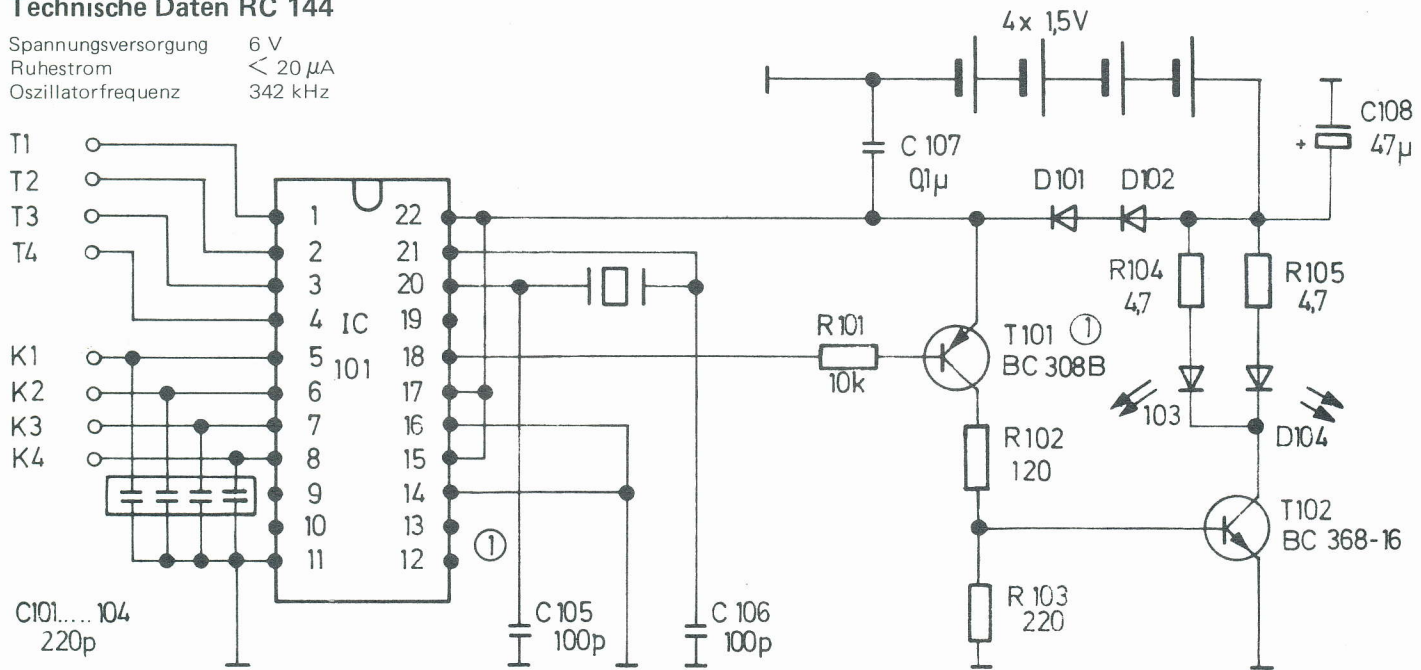 Technische Daten RC 144
Spannungsversorgung 6 V
Ruhestrom < 20 µA
Oszillatorfrequenz 342 kHz
4x 1,5V
C108
47µ
+
C 107
0,1µ
D101
D102
T1
T2
T3
T4
K1
K2
K3
K4
1
2
3
4
5
6
7
8
9
10
11
IC
101
22
21
20
19
18
17
16
15
14
13
12
①
R104
4,7
R105
4,7
R101
10k
T101 ①
BC 308B
103
D104
R102
120
T102
BC 368-16
R 103
220
C101.....104
220p
C105
100p
C 106
100p